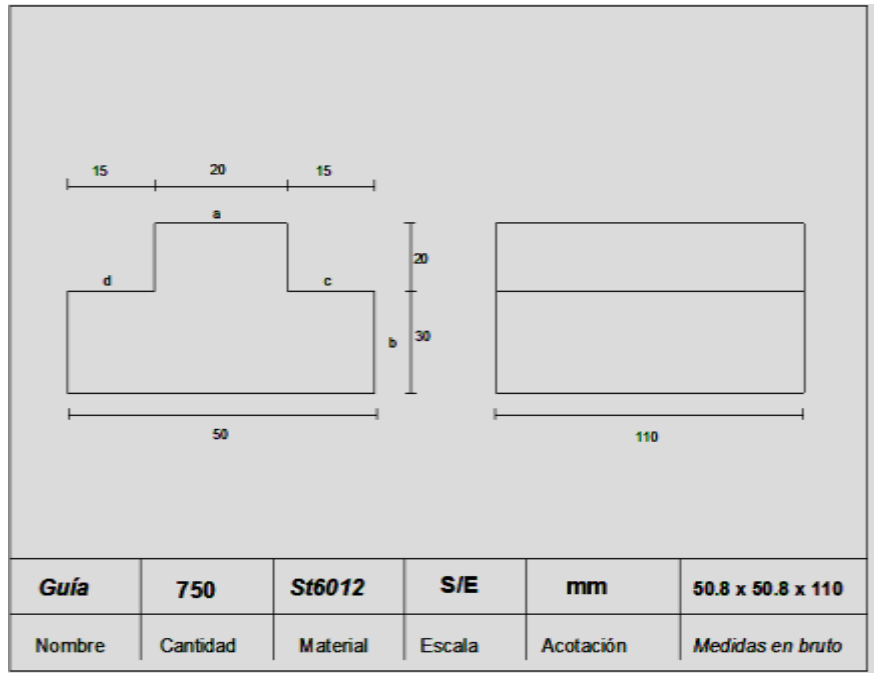 15 20 15
a
20
d c
b 30
50
110
Guía 750 St6012 S/E mm 50.8 x 50.8 x 110
Nombre Cantidad Material Escala Acotación Medidas en bruto